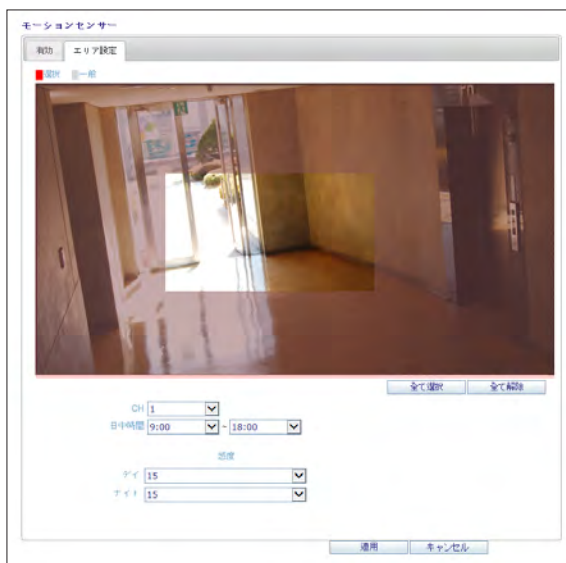 モーションセンサー
有効 エリア設定
選択 一般
全て選択 全て解除
CH 1
日中時間 9:00 ~ 18:00
感度
デイ 15
ナイト 15
適用 キャンセル